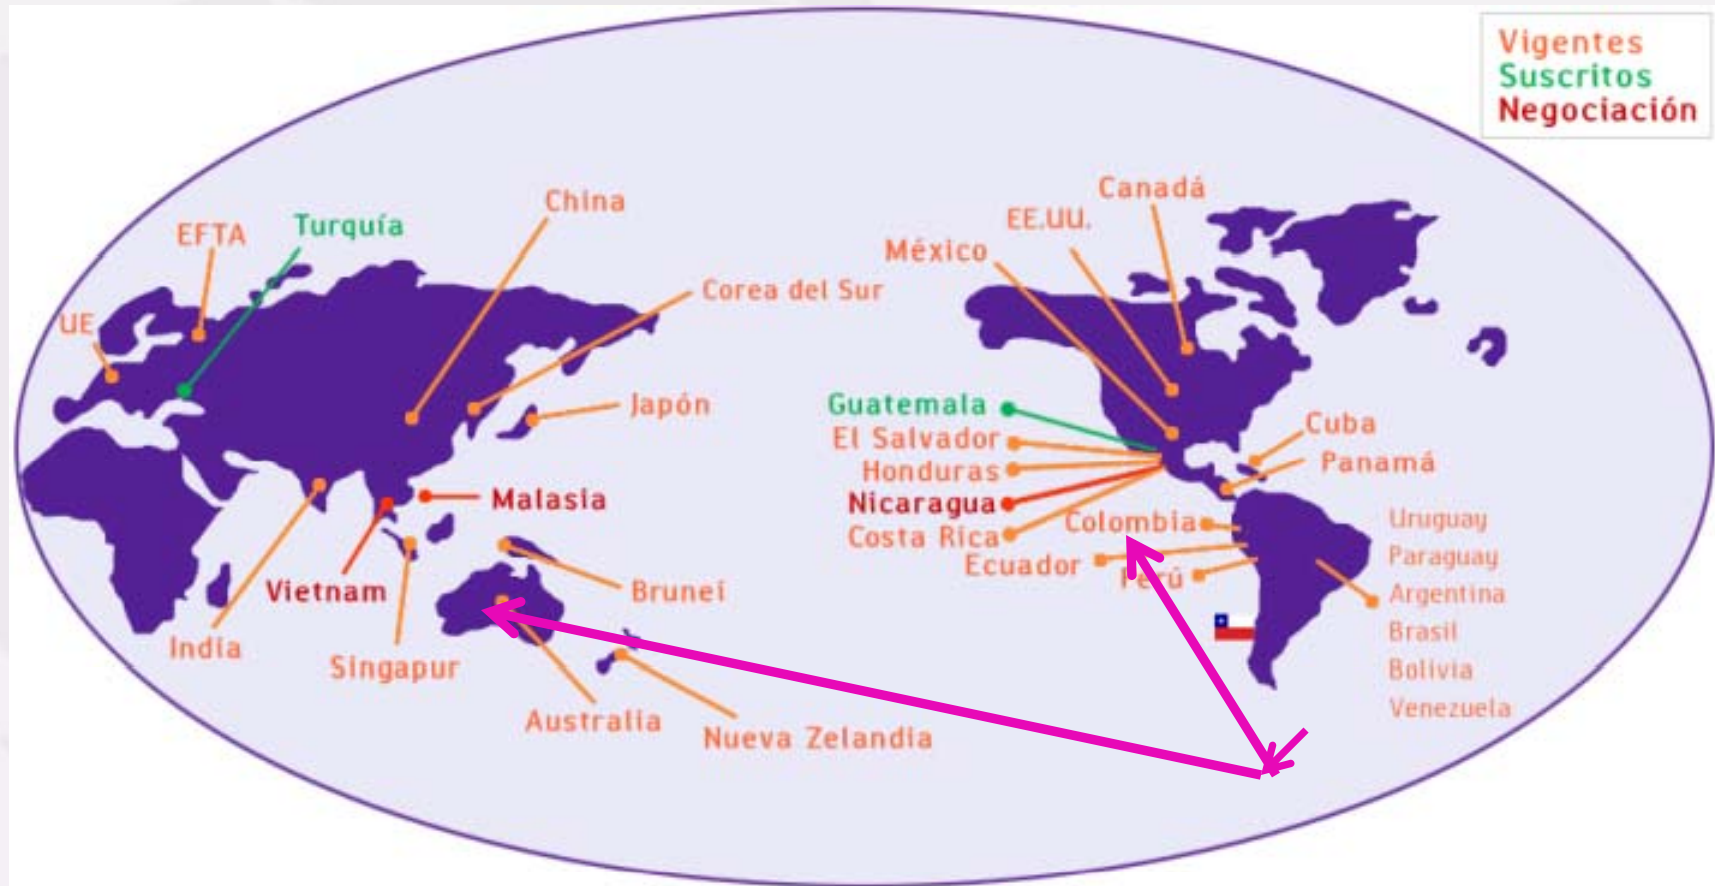 Vigentes
Suscritos
Negociación
China
Canadá
EFTA
Turquía
EE.UU.
México
Corea del Sur
UE
Japón
Guatemala
El Salvador
Cuba
Honduras
Panamá
Malasia
Nicaragua
Colombia
Costa Rica
Uruguay
Ecuador
Paraguay
Perú
Vietnam
Brunei
Argentina
India
Brasil
Singapur
Bolivia
Australia
Nueva Zelandia
Venezuela